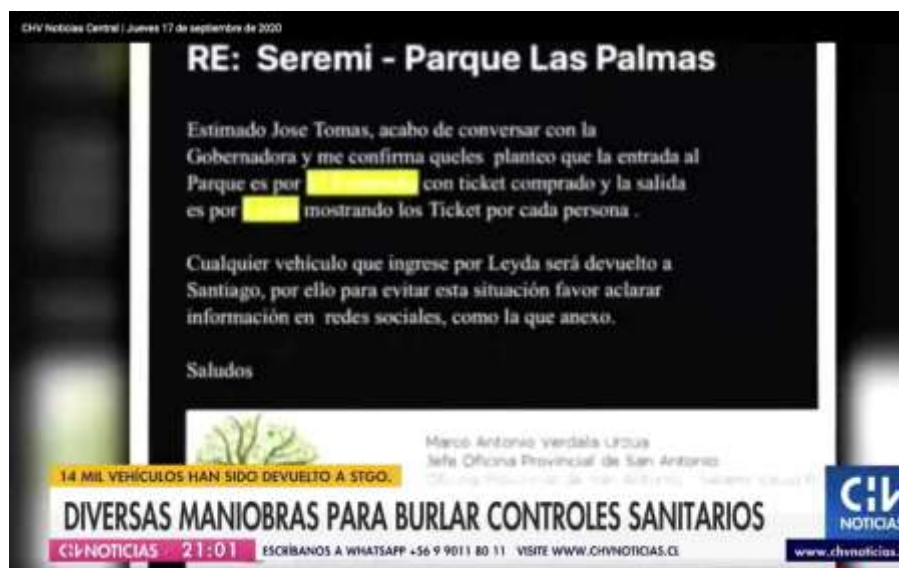 CHV Noticias Central | Jueves 17 de septiembre de 2020
RE: Seremi - Parque Las Palmas
Estimado Jose Tomas, acabo de conversar con la
Gobernadora y me confirma queles planteo que la entrada al
Parque es por con ticket comprado y la salida
es por mostrando los Ticket por cada persona .
Cualquier vehículo que ingrese por Leyda será devuelto a
Santiago, por ello para evitar esta situación favor aclarar
información en redes sociales, como la que anexo.
Saludos
Marco Antonio
Jefe Oficina Provincial de San Antonio
14 MIL VEHÍCULOS HAN SIDO DEVUELTO A STGO.
DIVERSAS MANIOBRAS PARA BURLAR CONTROLES SANITARIOS
CHV NOTICIAS 21:01 ESCRÍBANOS A WHATSAPP +56 9 9011 80 11 VISITE WWW.CHVNOTICIAS.CL
CHV
NOTICIAS
www.chvnoticias.